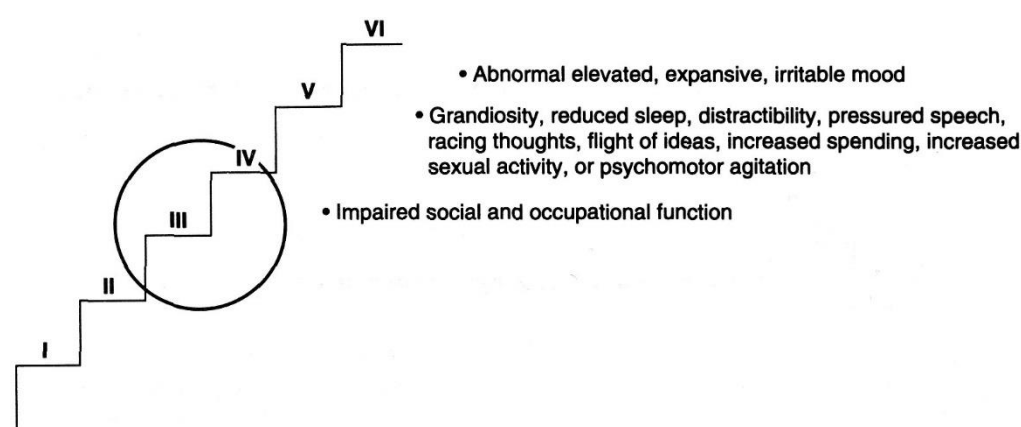 VI
• Abnormal elevated, expansive, irritable mood
V
• Grandiosity, reduced sleep, distractibility, pressured speech,
racing thoughts, flight of ideas, increased spending, increased
sexual activity, or psychomotor agitation
IV
• Impaired social and occupational function
III
II
I